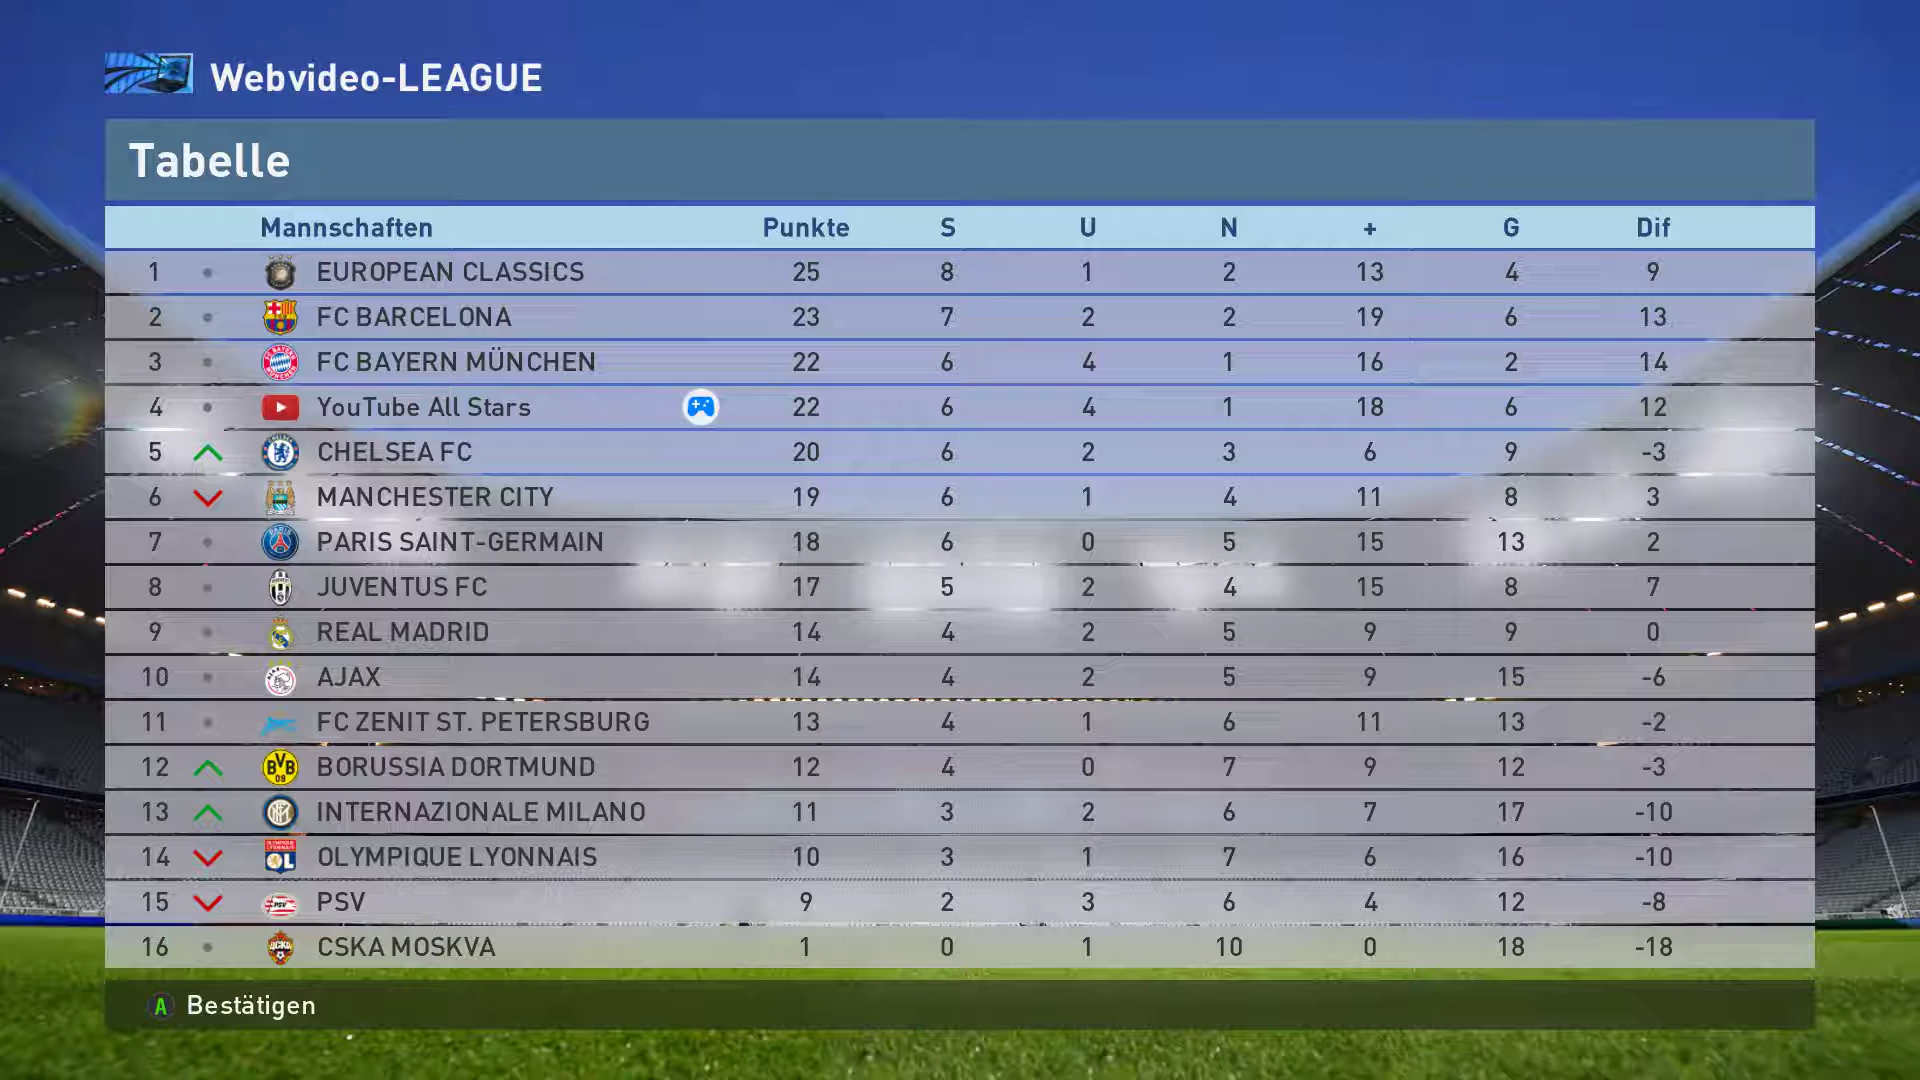 Webvideo-LEAGUE
Tabelle
Mannschaften Punkte S U N + G Dif
1 EUROPEAN CLASSICS 25 8 1 2 13 4 9
2 FC BARCELONA 23 7 2 2 19 6 13
3 FC BAYERN MÜNCHEN 22 6 4 1 16 2 14
4 YouTube All Stars 22 6 4 1 18 6 12
5 CHELSEA FC 20 6 2 3 6 9 -3
6 MANCHESTER CITY 19 6 1 4 11 8 3
7 PARIS SAINT-GERMAIN 18 6 0 5 15 13 2
8 JUVENTUS FC 17 5 2 4 15 8 7
9 REAL MADRID 14 4 2 5 9 9 0
10 AJAX 14 4 2 5 9 15 -6
11 FC ZENIT ST. PETERSBURG 13 4 1 6 11 13 -2
12 BVB 09 BORUSSIA DORTMUND 12 4 0 7 9 12 -3
13 INTERNAZIONALE MILANO 11 3 2 6 7 17 -10
14 OL OLYMPIQUE LYONNAIS 10 3 1 7 6 16 -10
15 PSV PSV 9 2 3 6 4 12 -8
16 CSKA MOSKVA 1 0 1 10 0 18 -18
A Bestätigen